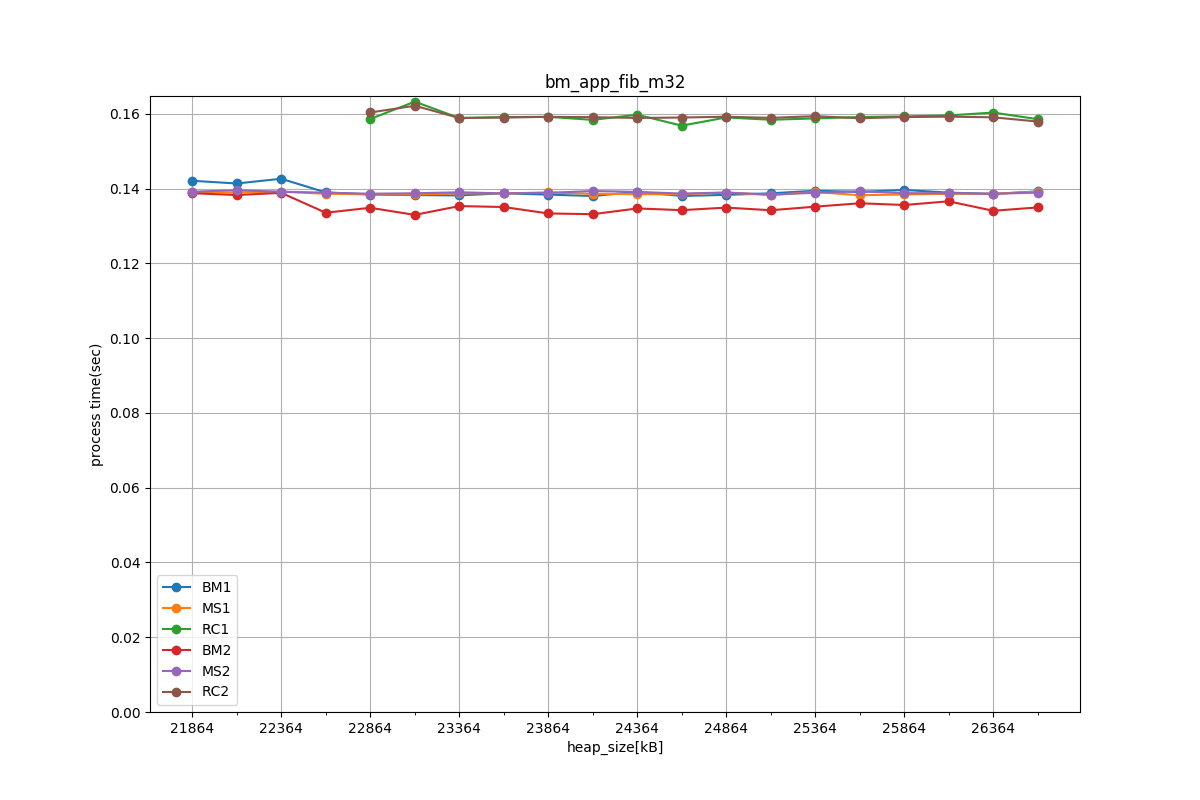 bm_app_fib_m32
process time(sec)
0.16
0.14
0.12
0.10
0.08
0.06
0.04
0.02
0.00
BM1
MS1
RC1
BM2
MS2
RC2
21864 22364 22864 23364 23864 24364 24864 25364 25864 26364
heap_size[kB]